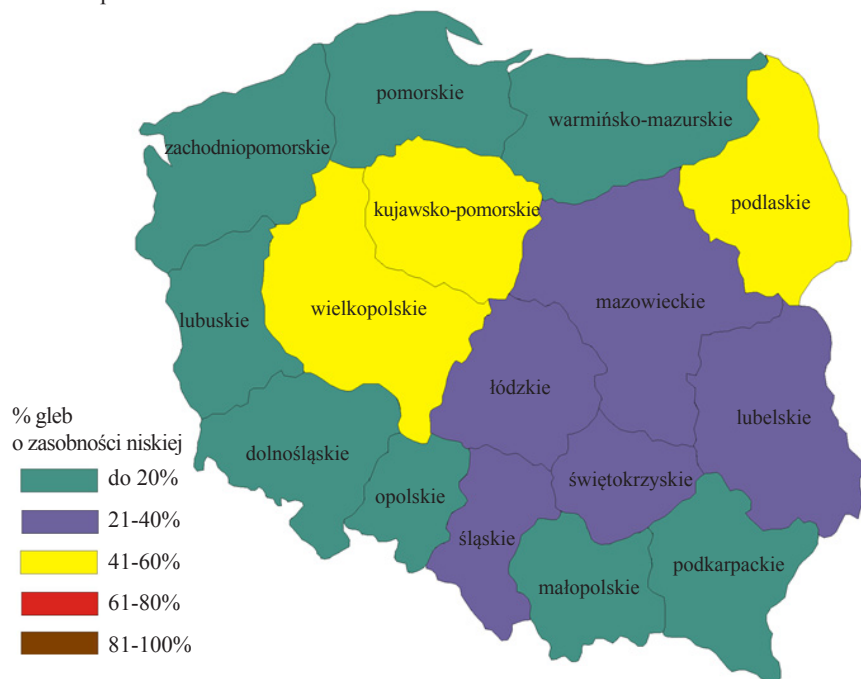 pomorskie
warmińsko-mazurskie
zachodniopomorskie
kujawsko-pomorskie
podlaskie
mazowieckie
wielkopolskie
lubuskie
łódzkie
lubelskie
dolnośląskie
świętokrzyskie
opolskie
śląskie
podkarpackie
małopolskie
% gleb
o zasobności niskiej
do 20%
21-40%
41-60%
61-80%
81-100%